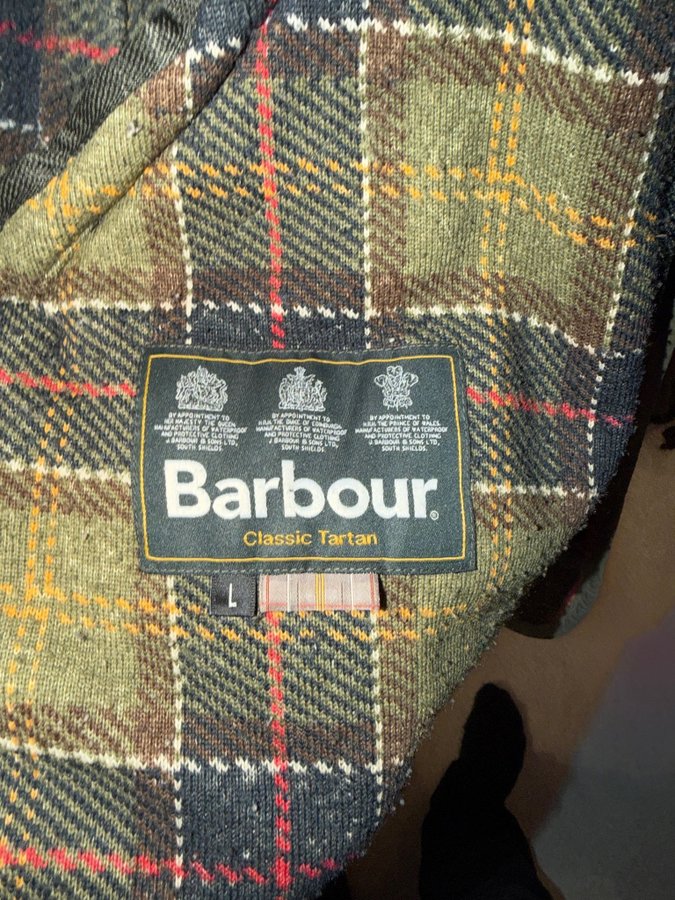 BY APPOINTMENT TO
HER MAJESTY THE QUEEN
MANUFACTURERS OF WATERPROOF
AND PROTECTIVE CLOTHING
J. BARBOUR & SONS LTD,
SOUTH SHIELDS.
BY APPOINTMENT TO
H.R.H. THE DUKE OF EDINBURGH
MANUFACTURERS OF WATERPROOF
AND PROTECTIVE CLOTHING
J. BARBOUR & SONS LTD,
SOUTH SHIELDS.
BY APPOINTMENT TO
H.R.H. THE PRINCE OF WALES.
MANUFACTURERS OF WATERPROOF
AND PROTECTIVE CLOTHING
J. BARBOUR & SONS LTD,
SOUTH SHIELDS.
Barbour®
Classic Tartan
L